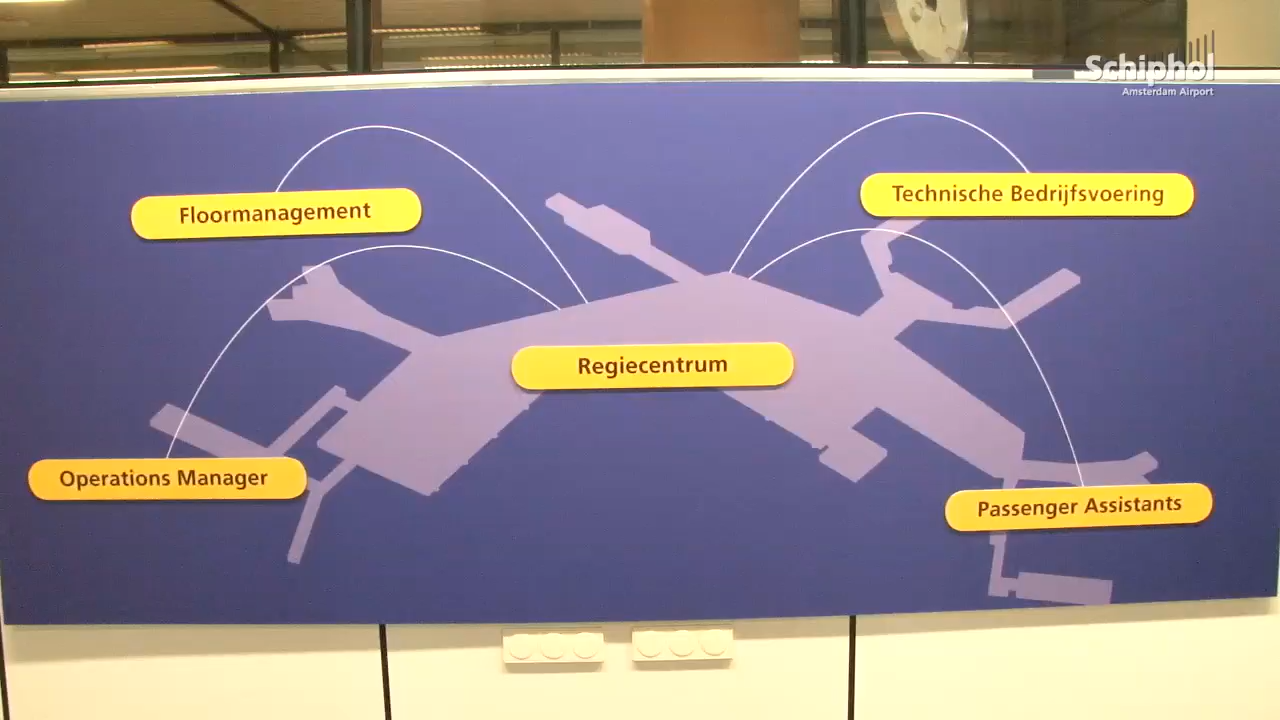 Schiphol
Amsterdam Airport
Floormanagement
Technische Bedrijfsvoering
Regiecentrum
Operations Manager
Passenger Assistants